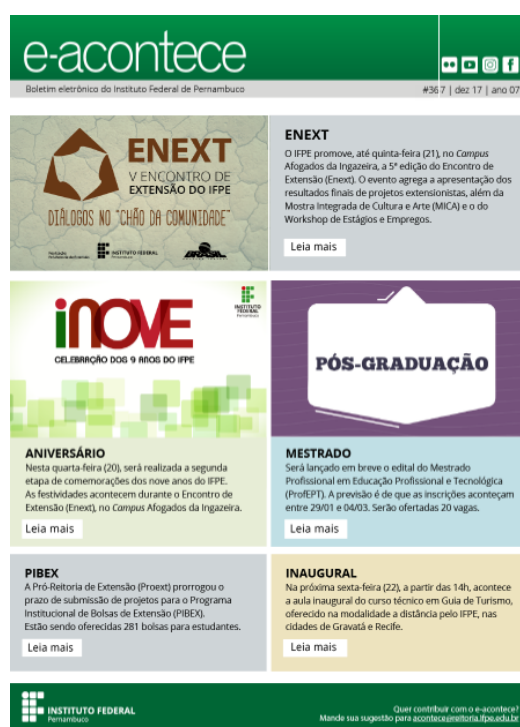 e-acontece
Boletim eletrônico do Instituto Federal de Pernambuco
#367 | dez 17 | ano 07
ENEXT
V ENCONTRO DE
EXTENSÃO DO IFPE
DIÁLOGOS NO "CHÃO DA COMUNIDADE"
INSTITUTO FEDERAL
Pernambuco
BRASIL
ENEXT
O IFPE promove, até quinta-feira (21), no Campus
Afogados da Ingazeira, a 5ª edição do Encontro de
Extensão (Enext). O evento agrega a apresentação dos
resultados finais de projetos extensionistas, além da
Mostra Integrada de Cultura e Arte (MICA) e o do
Workshop de Estágios e Empregos.
Leia mais
INSTITUTO
FEDERAL
Pernambuco
iNOVE
CELEBRAÇÃO DOS 9 ANOS DO IFPE
ANIVERSÁRIO
Nesta quarta-feira (20), será realizada a segunda
etapa de comemorações dos nove anos do IFPE.
As festividades acontecem durante o Encontro de
Extensão (Enext), no Campus Afogados da Ingazeira.
Leia mais
PÓS-GRADUAÇÃO
MESTRADO
Será lançado em breve o edital do Mestrado
Profissional em Educação Profissional e Tecnológica
(ProfEPT). A previsão é de que as inscrições aconteçam
entre 29/01 e 04/03. Serão ofertadas 20 vagas.
Leia mais
PIBEX
A Pró-Reitoria de Extensão (Proext) prorrogou o
prazo de submissão de projetos para o Programa
Institucional de Bolsas de Extensão (PIBEX).
Estão sendo oferecidas 281 bolsas para estudantes.
Leia mais
INAUGURAL
Na próxima sexta-feira (22), a partir das 14h, acontece
a aula inaugural do curso técnico em Guia de Turismo,
oferecido na modalidade a distância pelo IFPE, nas
cidades de Gravatá e Recife.
Leia mais
INSTITUTO FEDERAL
Pernambuco
Quer contribuir com o e-acontece?
Mande sua sugestão para acontece@reitoria.ifpe.edu.br